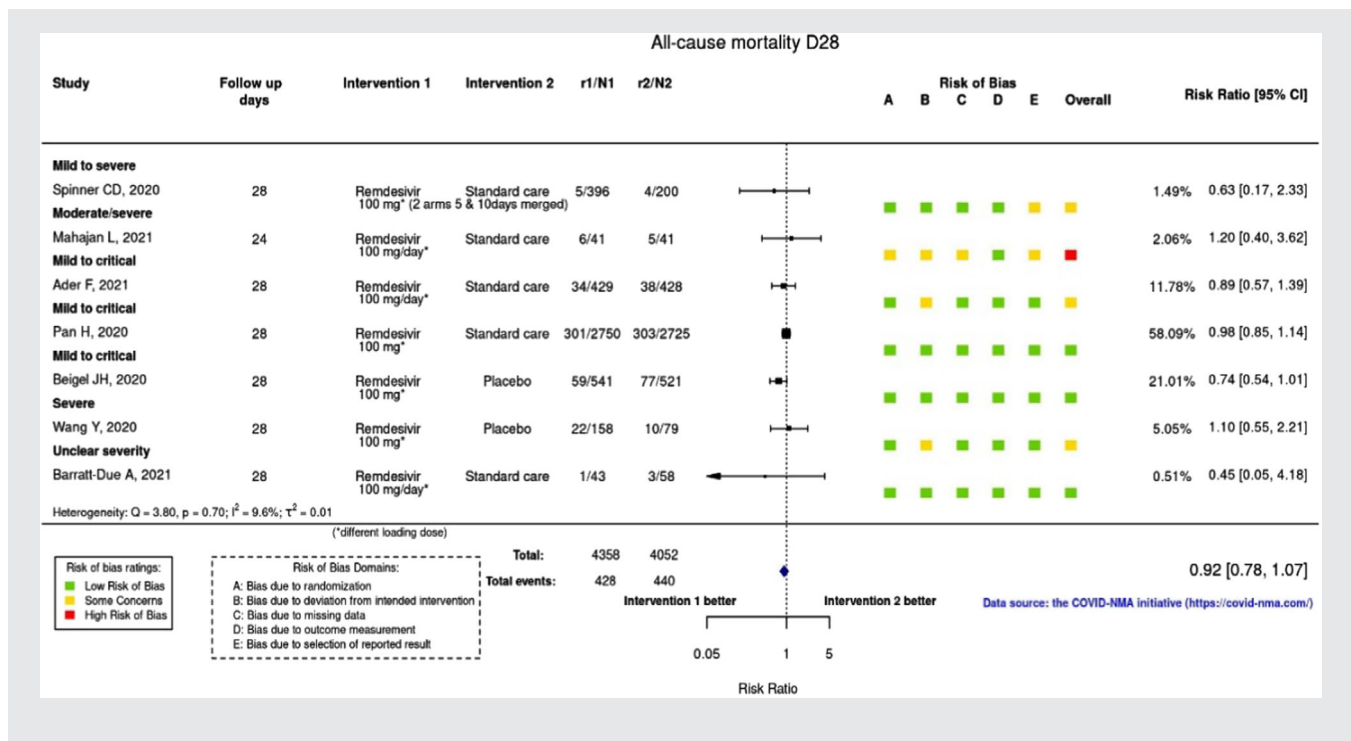 All-cause mortality D28
Study Follow up days Intervention 1 Intervention 2 r1/N1 r2/N2 Risk of Bias A B C D E Overall Risk Ratio [95% CI]
Mild to severe
Spinner CD, 2020 28 Remdesivir 100 mg* (2 arms 5 & 10days merged) Standard care 5/396 4/200 1.49% 0.63 [0.17, 2.33]
Moderate/severe
Mahajan L, 2021 24 Remdesivir 100 mg/day* Standard care 6/41 5/41 2.06% 1.20 [0.40, 3.62]
Mild to critical
Ader F, 2021 28 Remdesivir 100 mg/day* Standard care 34/429 38/428 11.78% 0.89 [0.57, 1.39]
Mild to critical
Pan H, 2020 28 Remdesivir 100 mg* Standard care 301/2750 303/2725 58.09% 0.98 [0.85, 1.14]
Mild to critical
Beigel JH, 2020 28 Remdesivir 100 mg* Placebo 59/541 77/521 21.01% 0.74 [0.54, 1.01]
Severe
Wang Y, 2020 28 Remdesivir 100 mg* Placebo 22/158 10/79 5.05% 1.10 [0.55, 2.21]
Unclear severity
Barratt-Due A, 2021 28 Remdesivir 100 mg/day* Standard care 1/43 3/58 0.51% 0.45 [0.05, 4.18]
Heterogeneity: Q = 3.80, p = 0.70; I² = 9.6%; τ² = 0.01
(*different loading dose)
Total: 4358 4052
Total events: 428 440
0.92 [0.78, 1.07]
Risk of bias ratings:
Low Risk of Bias
Some Concerns
High Risk of Bias
Risk of Bias Domains:
A: Bias due to randomization
B: Bias due to deviation from intended intervention
C: Bias due to missing data
D: Bias due to outcome measurement
E: Bias due to selection of reported result
Intervention 1 better Intervention 2 better
Data source: the COVID-NMA initiative (https://covid-nma.com/)
0.05 1 5
Risk Ratio